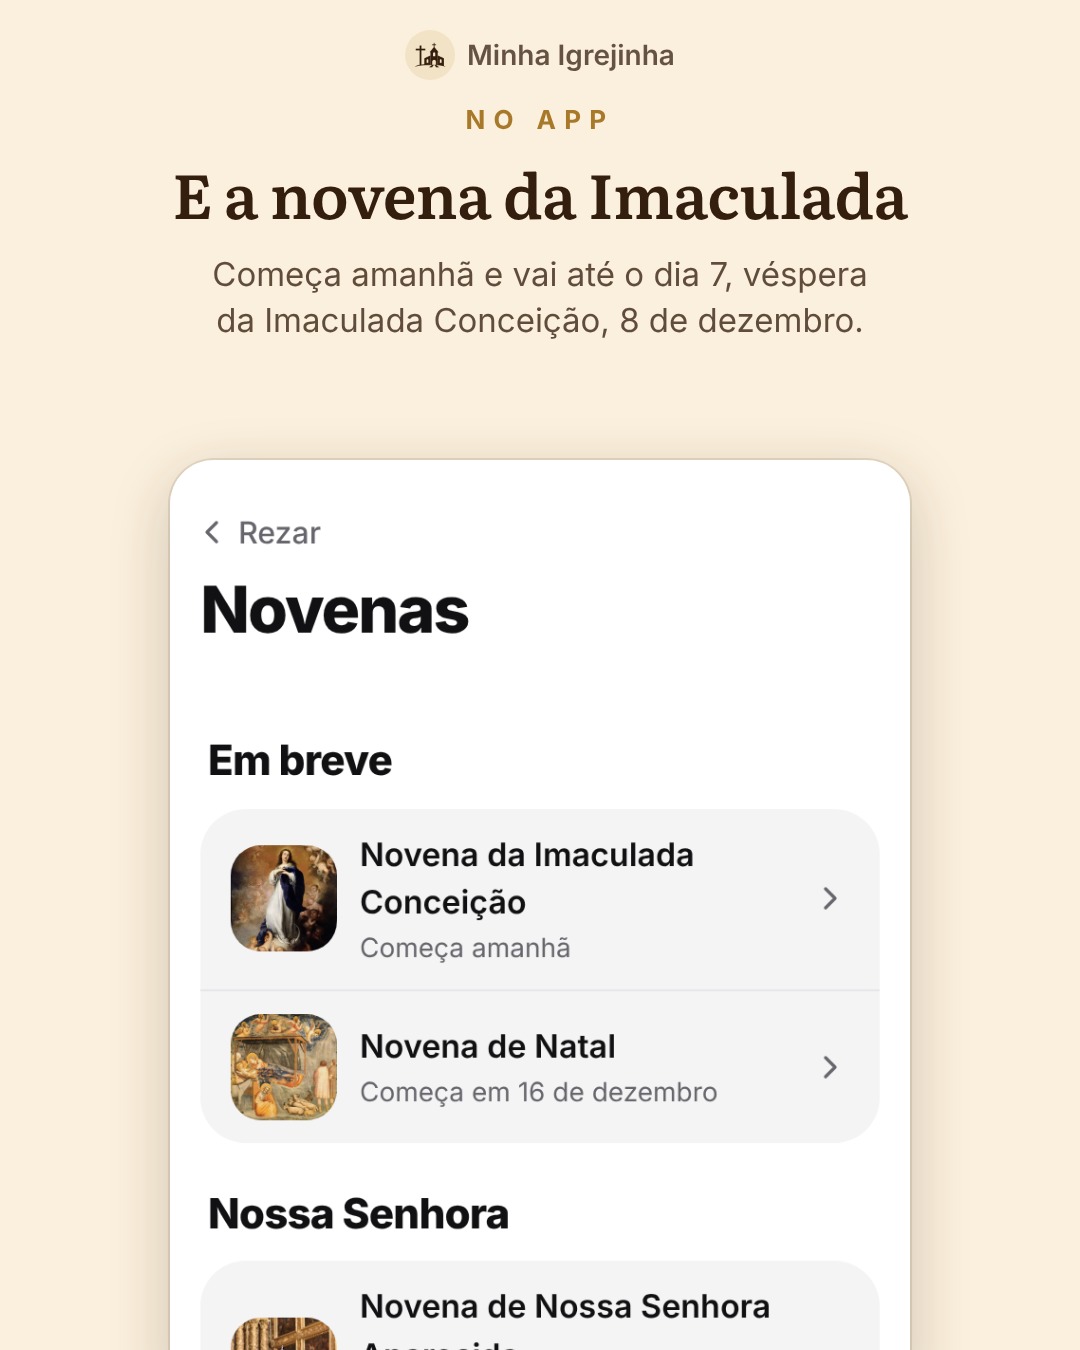 Minha Igrejinha
NO APP
E a novena da Imaculada
Começa amanhã e vai até o dia 7, véspera
da Imaculada Conceição, 8 de dezembro.
Rezar
Novenas
Em breve
Novena da Imaculada
Conceição
Começa amanhã
Novena de Natal
Começa em 16 de dezembro
Nossa Senhora
Novena de Nossa Senhora
Aparecida